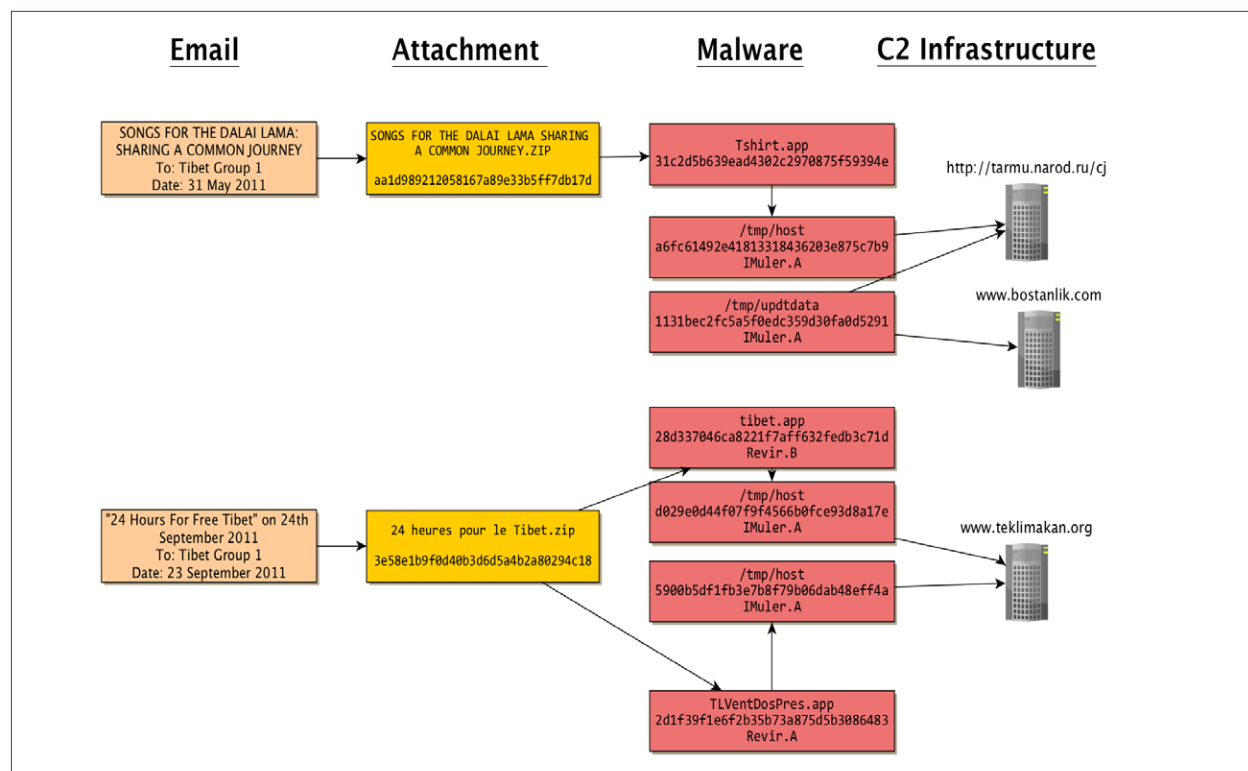 Email
Attachment
Malware
C2 Infrastructure
SONGS FOR THE DALAI LAMA:
SHARING A COMMON JOURNEY
To: Tibet Group 1
Date: 31 May 2011
SONGS FOR THE DALAI LAMA SHARING
A COMMON JOURNEY.ZIP
aa1d989212058167a89e33b5ff7db17d
Tshirt.app
31c2d5b639ead4302c2970875f59394e
/tmp/host
a6fc61492e41813318436203e875c7b9
IMuler.A
/tmp/updtdata
1131bec2fc5a5f0edc359d30fa0d5291
IMuler.A
http://tarmu.narod.ru/cj
www.bostanlik.com
"24 Hours For Free Tibet" on 24th
September 2011
To: Tibet Group 1
Date: 23 September 2011
24 heures pour le Tibet.zip
3e58e1b9f0d40b3d6d5a4b2a80294c18
tibet.app
28d337046ca8221f7aff632fedb3c71d
Revir.B
/tmp/host
d029e0d44f07f9f4566b0fce93d8a17e
IMuler.A
/tmp/host
5900b5df1fb3e7b8f79b06dab48eff4a
IMuler.A
TLVentDosPres.app
2d1f39f1e6f2b35b73a875d5b3086483
Revir.A
www.teklimakan.org